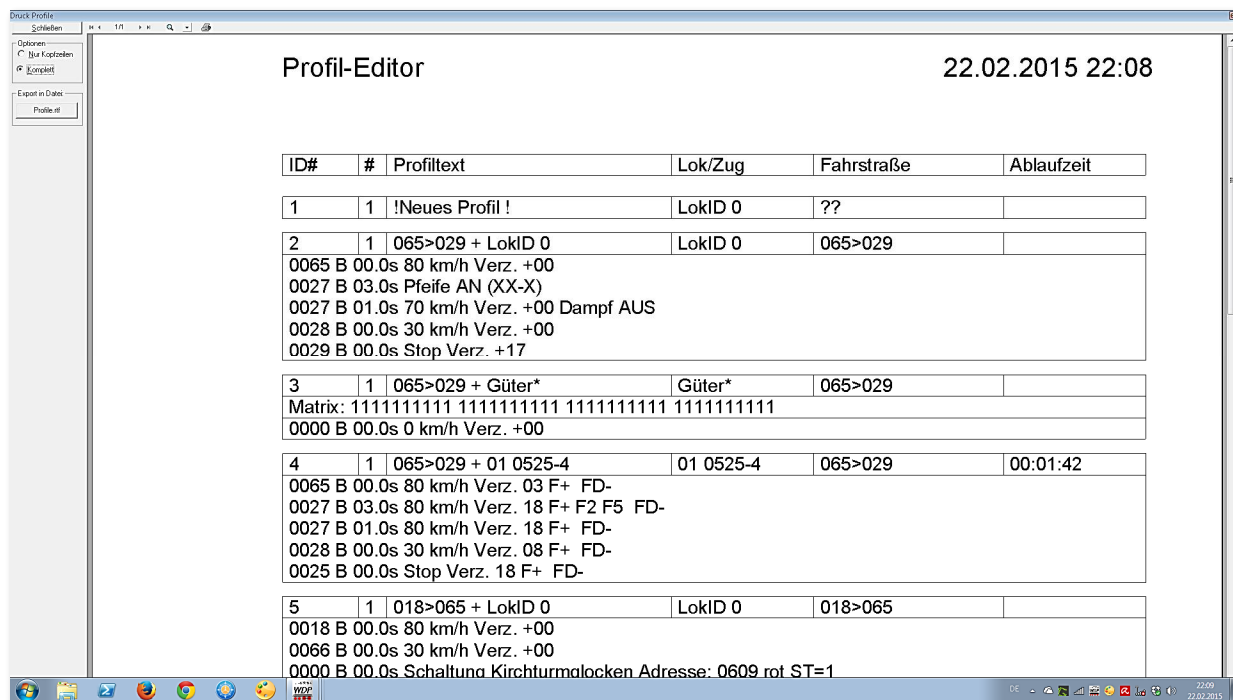 Druck Profile
Schließen 1/1
Optionen
Nur Kopfzeilen
Komplett
Export in Datei:
Profile.rtf
Profil-Editor 22.02.2015 22:08
ID# # Profiltext Lok/Zug Fahrstraße Ablaufzeit
1 1 !Neues Profil ! LokID 0 ??
2 1 065>029 + LokID 0 LokID 0 065>029
0065 B 00.0s 80 km/h Verz. +00
0027 B 03.0s Pfeife AN (XX-X)
0027 B 01.0s 70 km/h Verz. +00 Dampf AUS
0028 B 00.0s 30 km/h Verz. +00
0029 B 00.0s Stop Verz. +17
3 1 065>029 + Güter* Güter* 065>029
Matrix: 1111111111 1111111111 1111111111 1111111111
0000 B 00.0s 0 km/h Verz. +00
4 1 065>029 + 01 0525-4 01 0525-4 065>029 00:01:42
0065 B 00.0s 80 km/h Verz. 03 F+ FD-
0027 B 03.0s 80 km/h Verz. 18 F+ F2 F5 FD-
0027 B 01.0s 80 km/h Verz. 18 F+ FD-
0028 B 00.0s 30 km/h Verz. 08 F+ FD-
0025 B 00.0s Stop Verz. 18 F+ FD-
5 1 018>065 + LokID 0 LokID 0 018>065
0018 B 00.0s 80 km/h Verz. +00
0066 B 00.0s 30 km/h Verz. +00
0000 B 00.0s Schaltung Kirchturmglocken Adresse: 0609 rot ST=1
WDP DE 22:09
22.02.2015